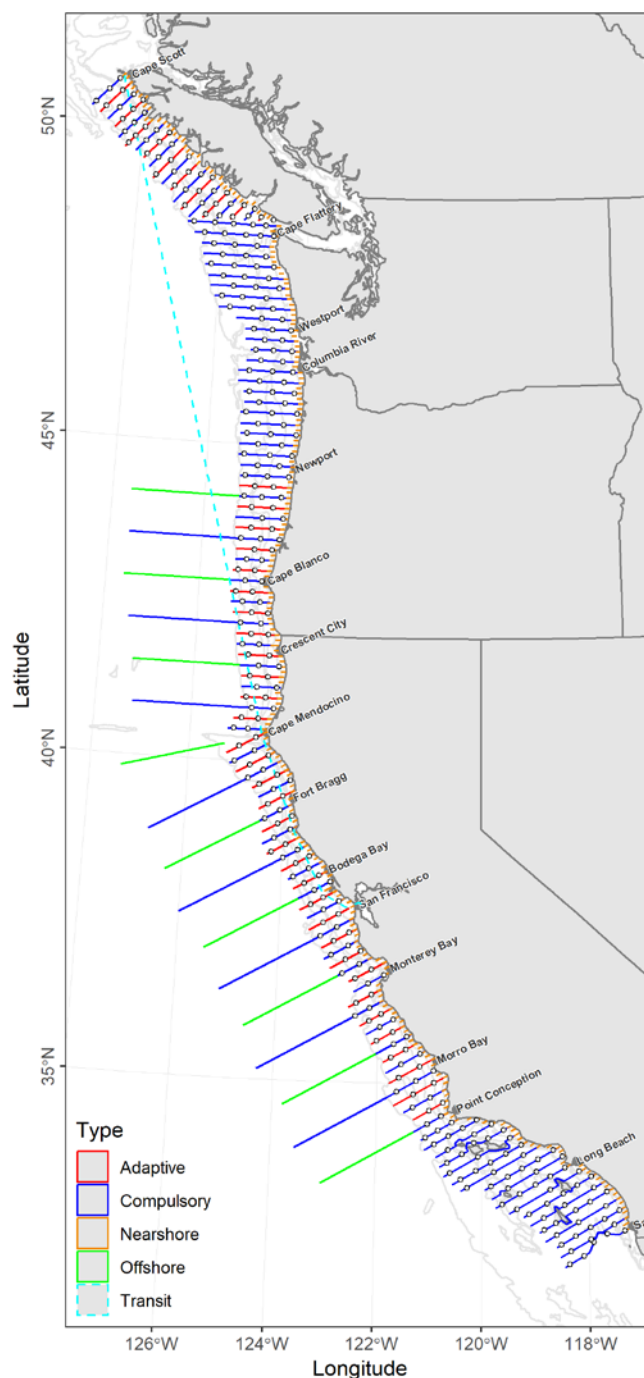 Cape Scott
50°N
Cape Flattery
Westport
Columbia River
45°N
Newport
Cape Blanco
Crescent City
Latitude
Cape Mendocino
40°N
Fort Bragg
Bodega Bay
San Francisco
Monterey Bay
35°N
Morro Bay
Point Conception
Long Beach
Sa
Type
Adaptive
Compulsory
Nearshore
Offshore
Transit
126°W 124°W 122°W 120°W 118°W
Longitude